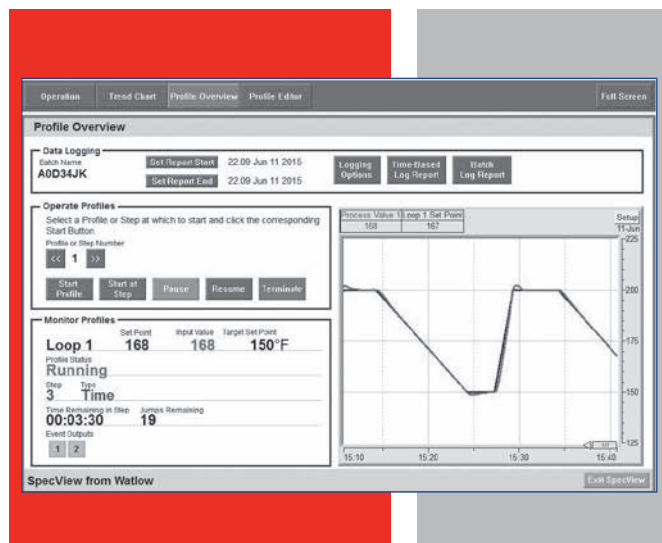 Operation Trend Chart Profile Overview Profile Editor Full Screen
Profile Overview
Data Logging
Batch Name
A0D34JK
Set Report Start 22:09 Jun 11 2015
Set Report End 22:09 Jun 11 2015
Logging Options
Time-Based Log Report
Batch Log Report
Operate Profiles
Select a Profile or Step at which to start and click the corresponding
Start Button.
Profile or Step Number
<< 1 >>
Start Profile
Start at Step
Pause
Resume
Terminate
Monitor Profiles
Set Point Input Value Target Set Point
Loop 1 168 168 150°F
Profile Status
Running
Step Type
3 Time
Time Remaining in Step Jumps Remaining
00:03:30 19
Event Outputs
1 2
Process Value 1 Loop 1 Set Point
168 167
Setup
11-Jun
225
200
175
150
125
15:10 15:20 15:30 15:40
SpecView from Watlow
Exit SpecView